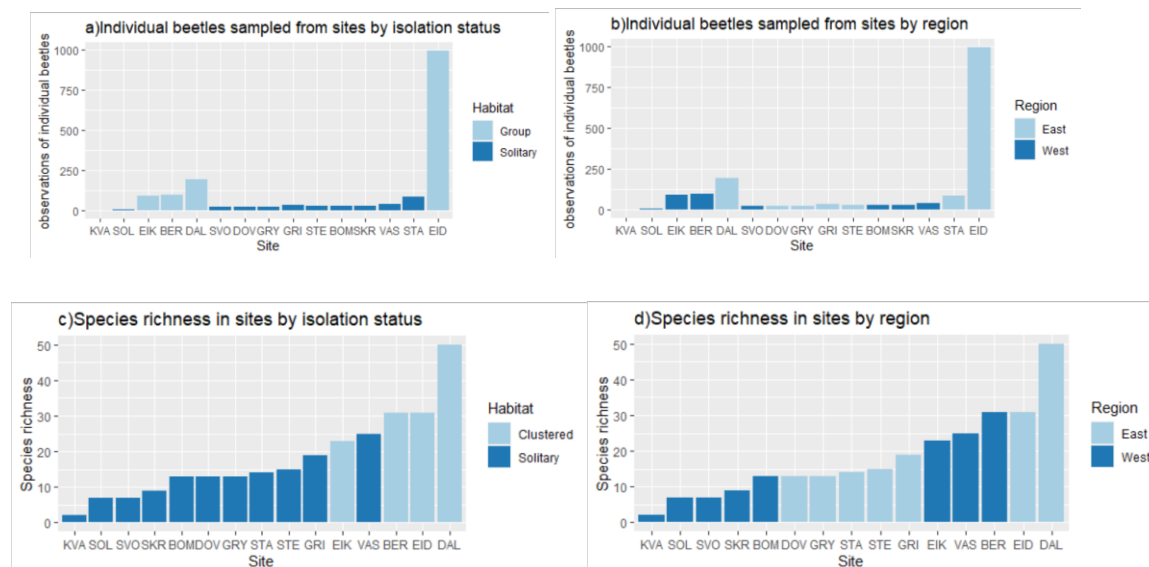 a)Individual beetles sampled from sites by isolation status
observations of individual beetles
1000
750
500
250
0
KVA SOL EIK BER DAL SVO DOV GRY GRI STE BOM SKR VAS STA EID
Site
Habitat
Group
Solitary
b)Individual beetles sampled from sites by region
observations of individual beetles
1000
750
500
250
0
KVA SOL EIK BER DAL SVO DOV GRY GRI STE BOM SKR VAS STA EID
Site
Region
East
West
c)Species richness in sites by isolation status
Species richness
50
40
30
20
10
0
KVA SOL SVO SKR BOM DOV GRY STA STE GRI EIK VAS BER EID DAL
Site
Habitat
Clustered
Solitary
d)Species richness in sites by region
Species richness
50
40
30
20
10
0
KVA SOL SVO SKR BOM DOV GRY STA STE GRI EIK VAS BER EID DAL
Site
Region
East
West